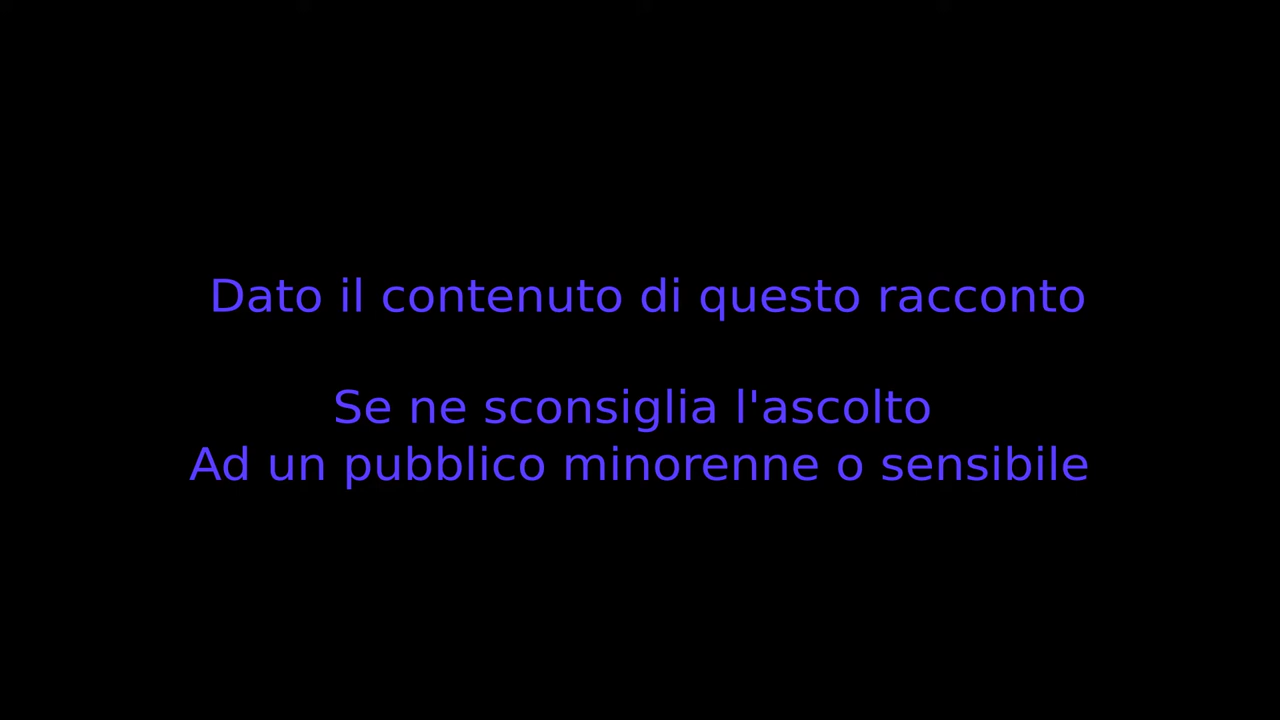 Dato il contenuto di questo racconto
Se ne sconsiglia l'ascolto
Ad un pubblico minorenne o sensibile